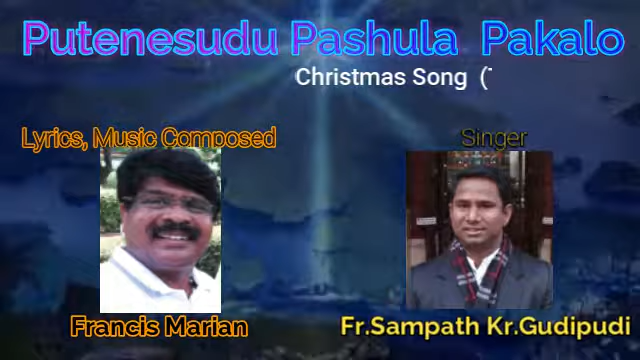 Putenesudu Pashula Pakalo
Christmas Song (
Lyrics, Music Composed
Singer
Francis Marian
Fr.Sampath Kr.Gudipudi